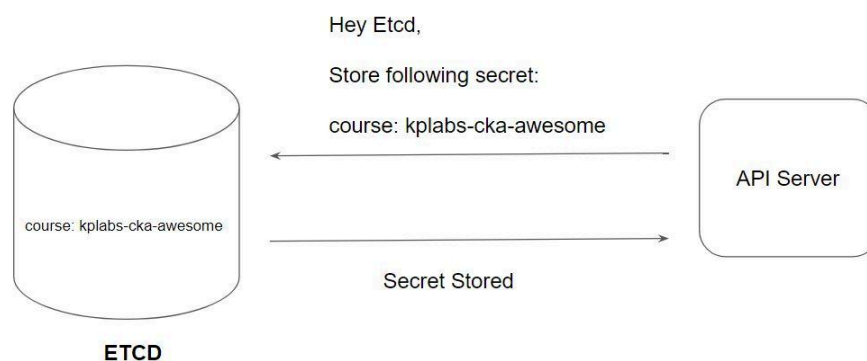 Hey Etcd,
Store following secret:
course: kplabs-cka-awesome
API Server
course: kplabs-cka-awesome
Secret Stored
ETCD